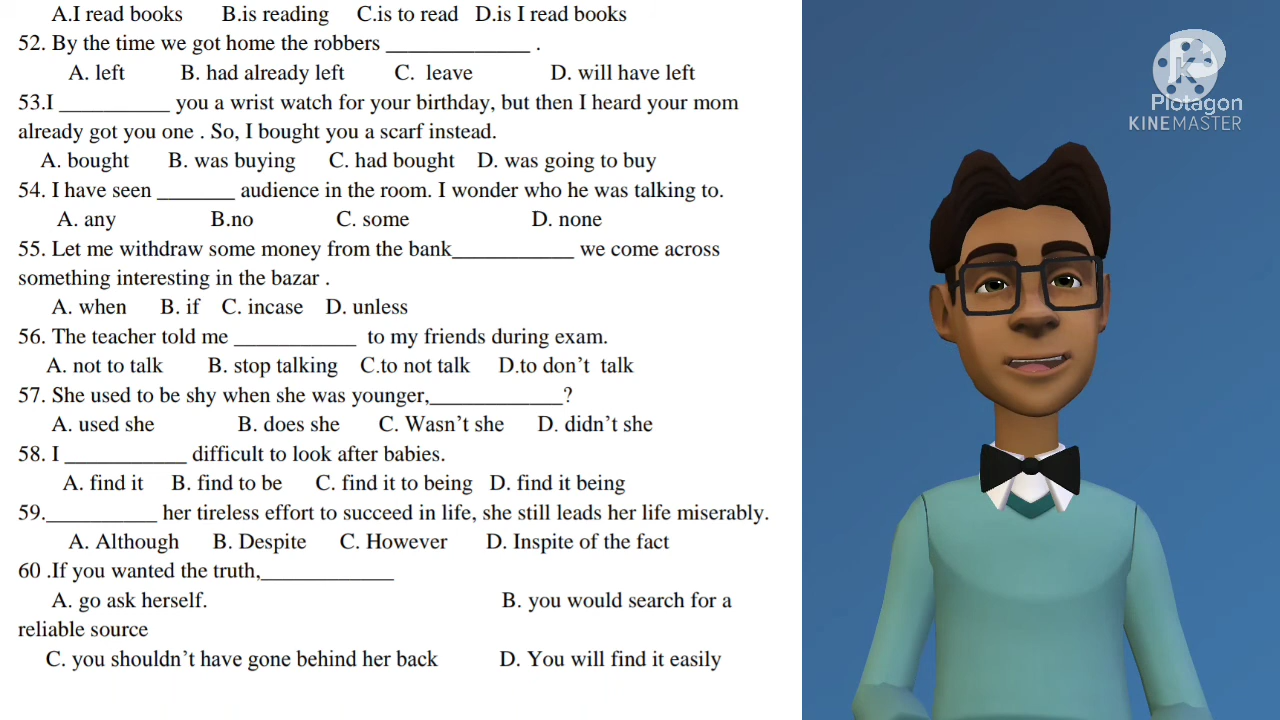 A.I read books B.is reading C.is to read D.is I read books
52. By the time we got home the robbers _____________ .
A. left B. had already left C. leave D. will have left
53.I __________ you a wrist watch for your birthday, but then I heard your mom
already got you one . So, I bought you a scarf instead.
A. bought B. was buying C. had bought D. was going to buy
54. I have seen _______ audience in the room. I wonder who he was talking to.
A. any B.no C. some D. none
55. Let me withdraw some money from the bank___________ we come across
something interesting in the bazar .
A. when B. if C. incase D. unless
56. The teacher told me ___________ to my friends during exam.
A. not to talk B. stop talking C.to not talk D.to don't talk
57. She used to be shy when she was younger,____________?
A. used she B. does she C. Wasn't she D. didn't she
58. I ___________ difficult to look after babies.
A. find it B. find to be C. find it to being D. find it being
59.__________ her tireless effort to succeed in life, she still leads her life miserably.
A. Although B. Despite C. However D. Inspite of the fact
60 .If you wanted the truth,____________
A. go ask herself. B. you would search for a
reliable source
C. you shouldn't have gone behind her back D. You will find it easily
Plotagon
KINEMASTER